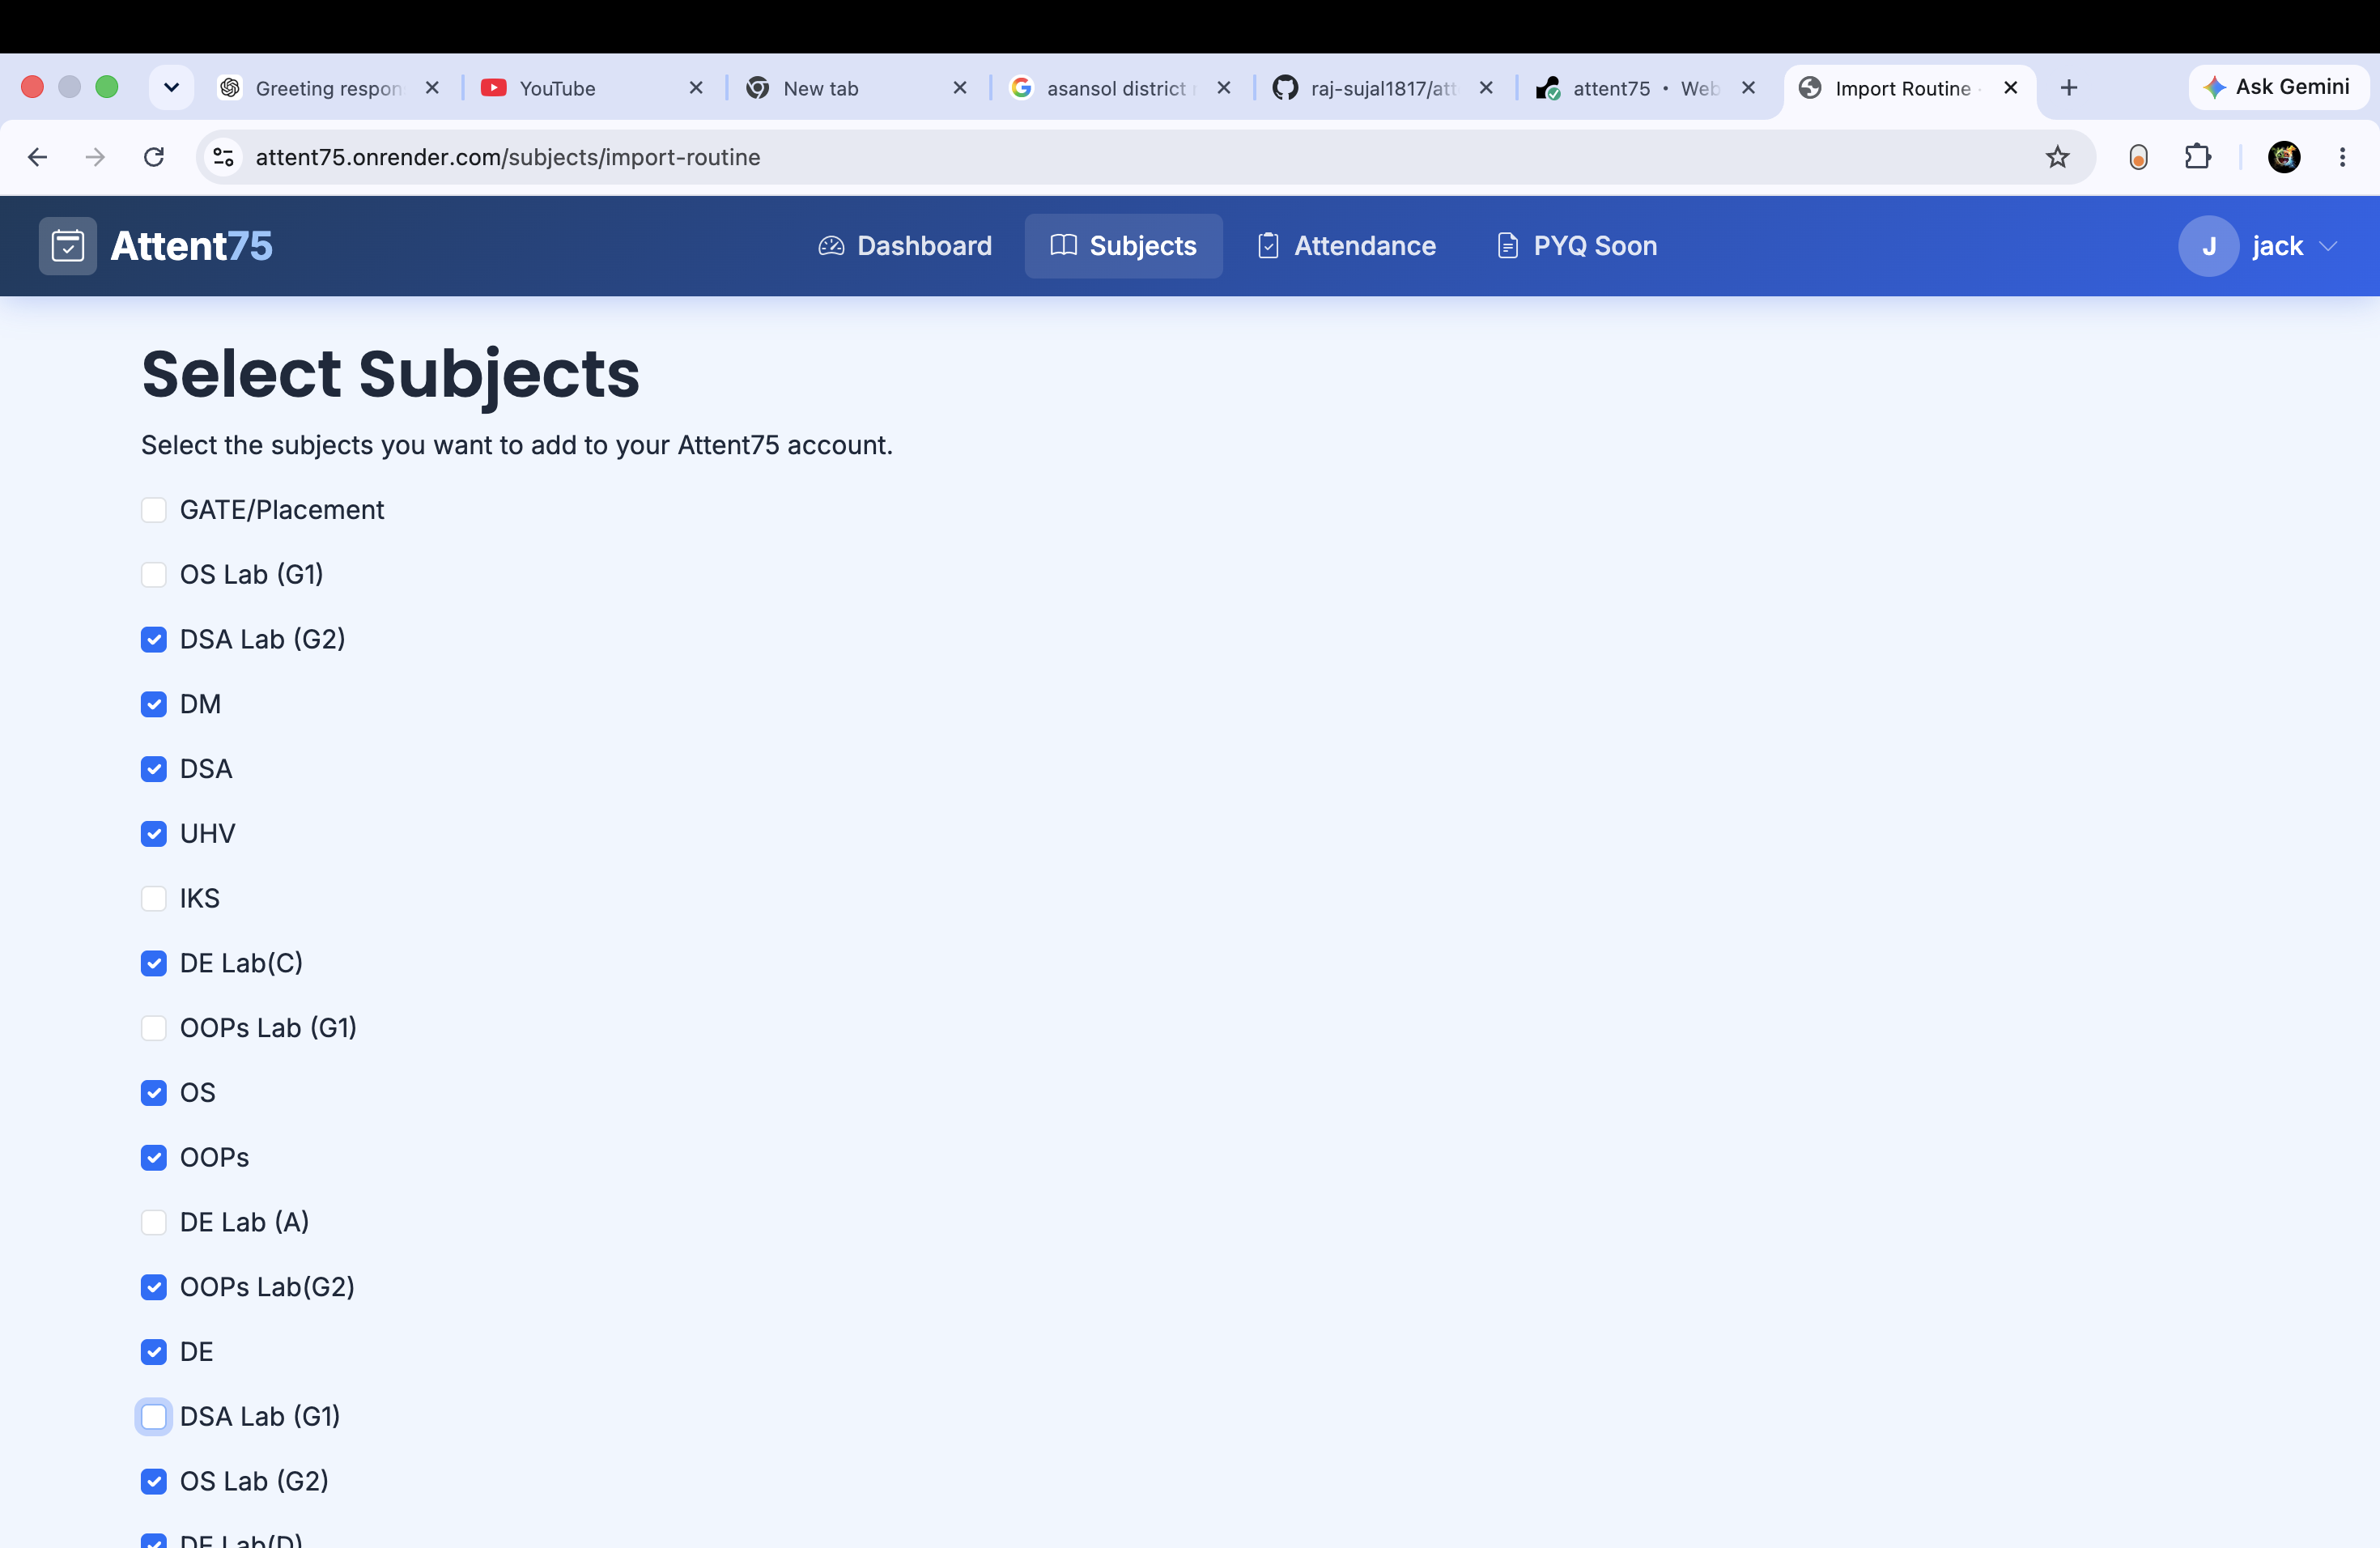 Greeting respon
YouTube
New tab
asansol district
raj-sujal1817/att
attent75 • Web
Import Routine
Ask Gemini
attent75.onrender.com/subjects/import-routine
Attent75
Dashboard
Subjects
Attendance
PYQ Soon
J
jack
Select Subjects
Select the subjects you want to add to your Attent75 account.
GATE/Placement
OS Lab (G1)
DSA Lab (G2)
DM
DSA
UHV
IKS
DE Lab(C)
OOPs Lab (G1)
OS
OOPs
DE Lab (A)
OOPs Lab(G2)
DE
DSA Lab (G1)
OS Lab (G2)
DE Lab(D)